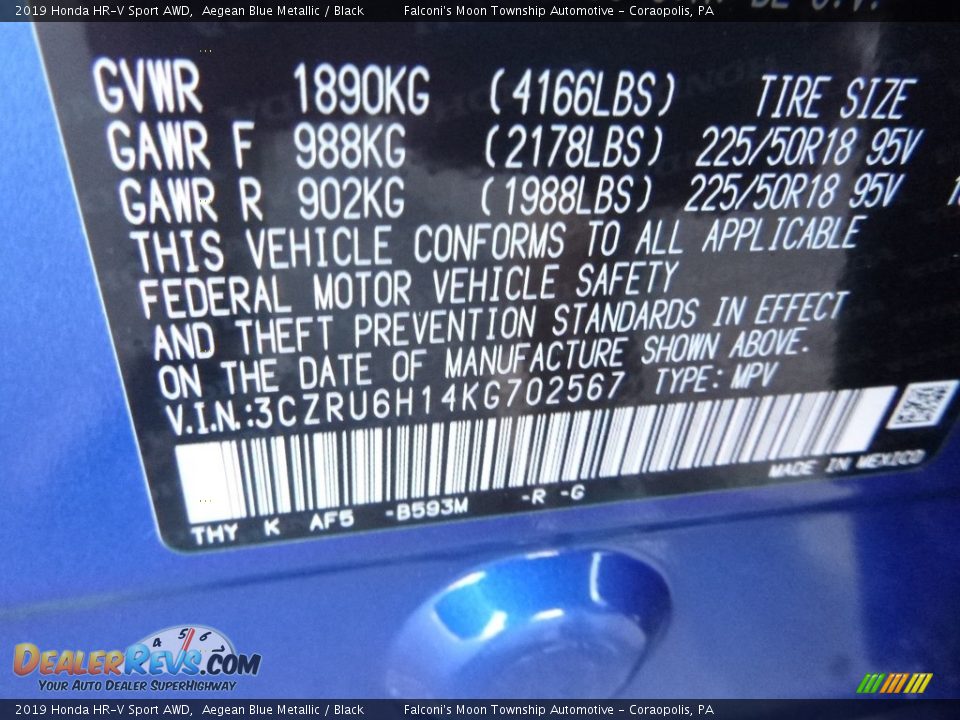 2019 Honda HR-V Sport AWD, Aegean Blue Metallic / Black Falconi's Moon Township Automotive - Coraopolis, PA
GVWR 1890KG (4166LBS) TIRE SIZE
GAWR F 988KG (2178LBS) 225/50R18 95V
GAWR R 902KG (1988LBS) 225/50R18 95V
THIS VEHICLE CONFORMS TO ALL APPLICABLE
FEDERAL MOTOR VEHICLE SAFETY
AND THEFT PREVENTION STANDARDS IN EFFECT
ON THE DATE OF MANUFACTURE SHOWN ABOVE.
V.I.N.:3CZRU6H14KG702567 TYPE: MPV
MADE IN MEXICO
THY K AF5 -B593M -R -G
4 5 6
DEALERREVS.COM
YOUR AUTO DEALER SUPERHIGHWAY
2019 Honda HR-V Sport AWD, Aegean Blue Metallic / Black Falconi's Moon Township Automotive - Coraopolis, PA